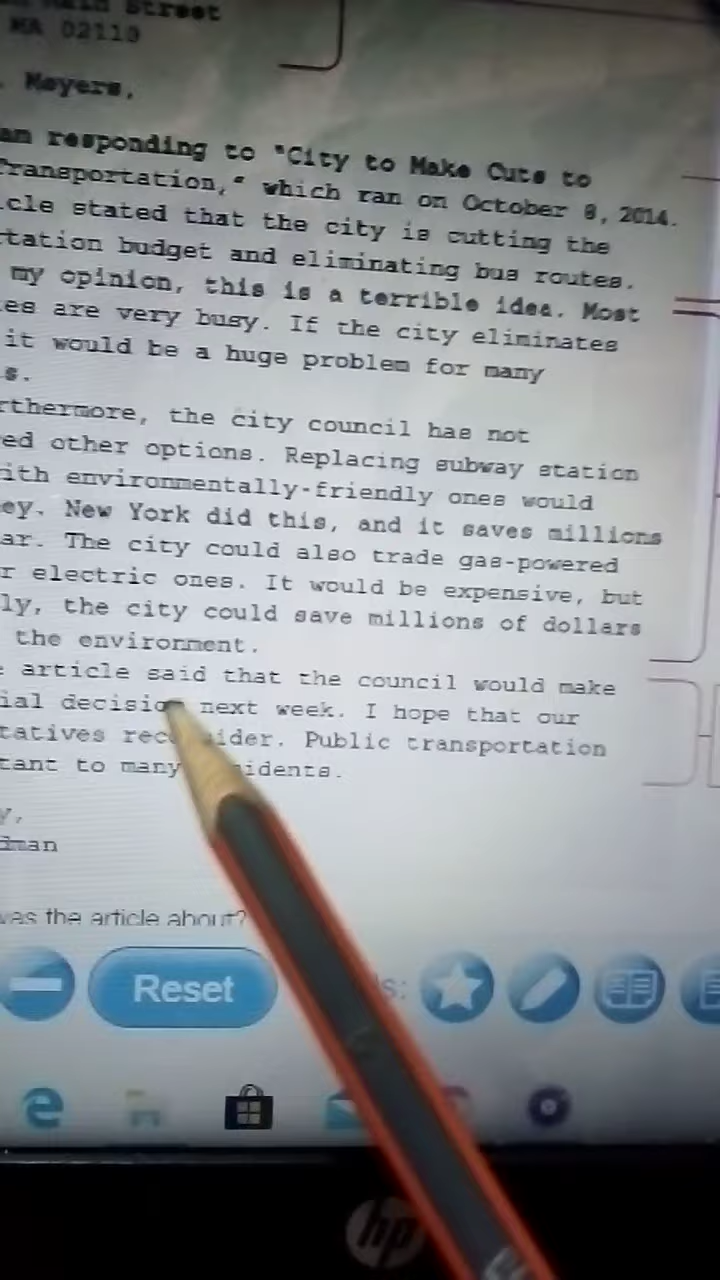 Street
MA 02110
. Meyers,
am responding to "City to Make Cuts to
Transportation," which ran on October 8, 2014.
cle stated that the city is cutting the
tation budget and eliminating bus routes.
my opinion, this is a terrible idea. Most
es are very busy. If the city eliminates
it would be a huge problem for many
s.
rthermore, the city council has not
ed other options. Replacing subway station
ith environmentally-friendly ones would
ey. New York did this, and it saves millions
ar. The city could also trade gas-powered
r electric ones. It would be expensive, but
ly, the city could save millions of dollars
the environment.
e article said that the council would make
ial decision next week. I hope that our
tatives rec ider. Public transportation
tant to many idents.
y,
dman
was the article about?
Reset
s:
hp